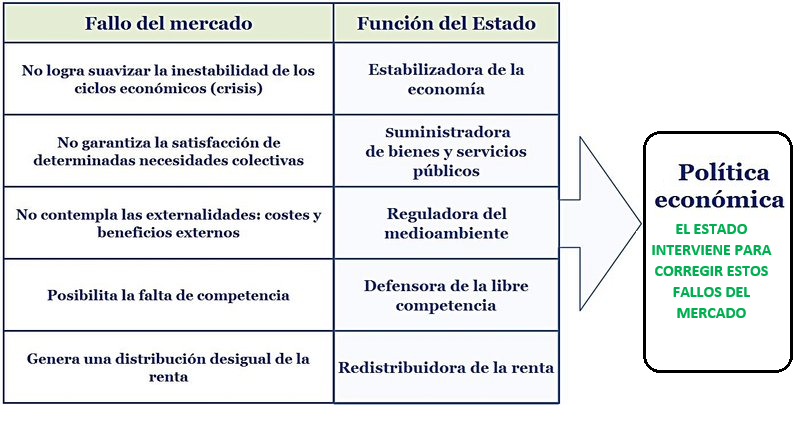 Fallo del mercado
Función del Estado
No logra suavizar la inestabilidad de los
ciclos económicos (crisis)
Estabilizadora de la
economía
No garantiza la satisfacción de
determinadas necesidades colectivas
Suministradora
de bienes y servicios
públicos
No contempla las externalidades: costes y
beneficios externos
Reguladora del
medioambiente
Posibilita la falta de competencia
Defensora de la libre
competencia
Genera una distribución desigual de la
renta
Redistribuidora de la renta
Política
económica
EL ESTADO
INTERVIENE PARA
CORREGIR ESTOS
FALLOS DEL
MERCADO